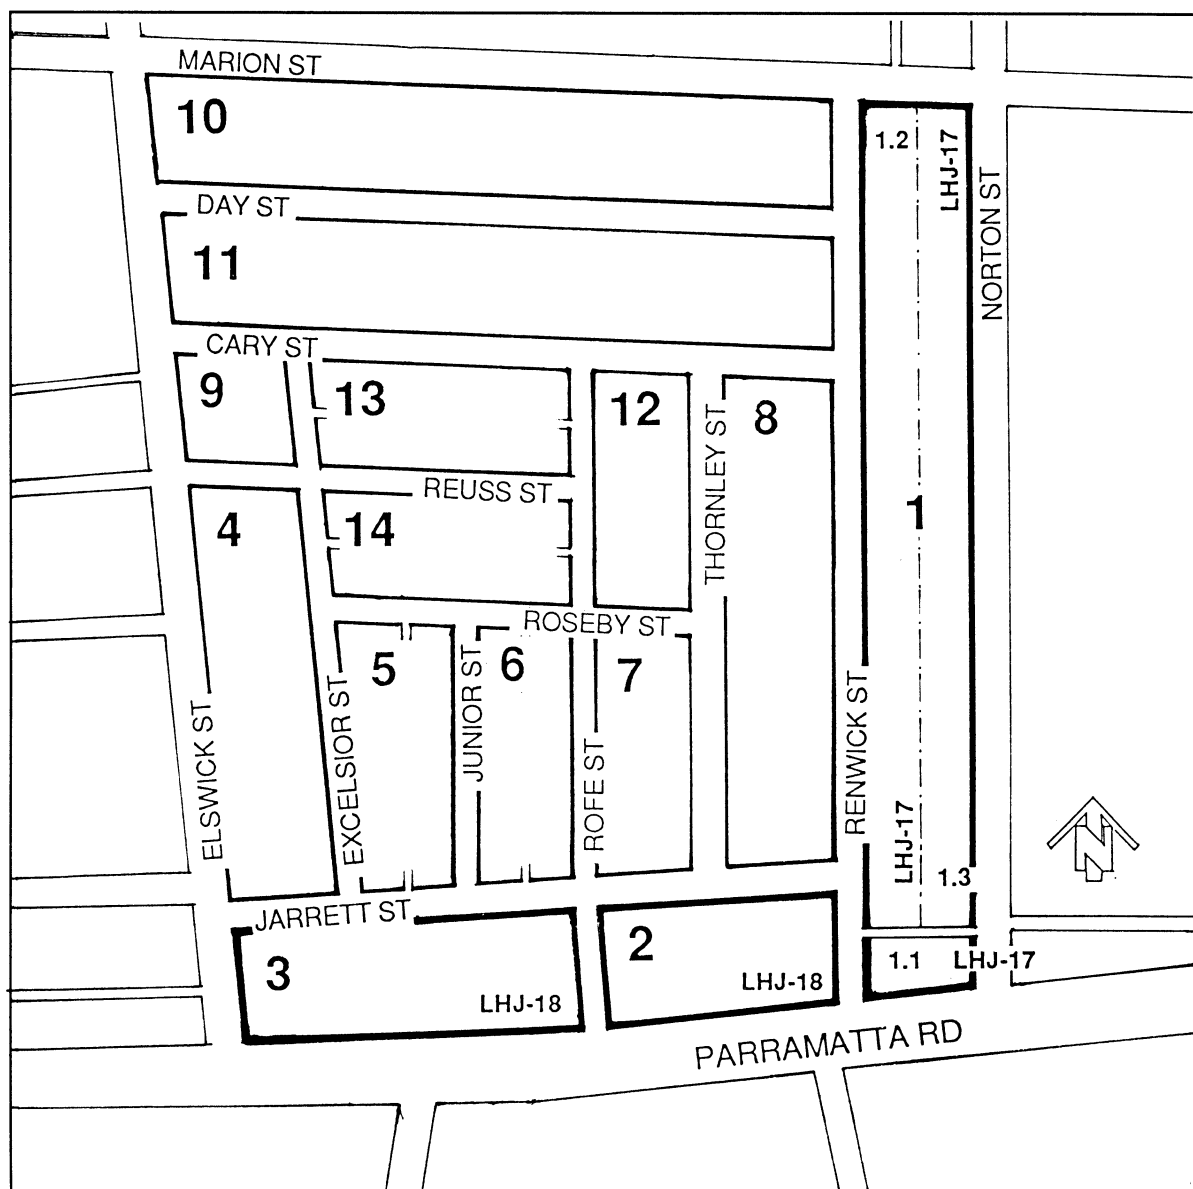 MARION ST
10
1.2
LHJ-17
NORTON ST
DAY ST
11
CARY ST
9
13
12
THORNLEY ST
8
REUSS ST
1
4
14
ROSEBY ST
5
JUNIOR ST
6
7
ELSWICK ST
EXCELSIOR ST
ROFE ST
RENWICK ST
LHJ-17
1.3
N
JARRETT ST
3
LHJ-18
2
LHJ-18
1.1
LHJ-17
PARRAMATTA RD